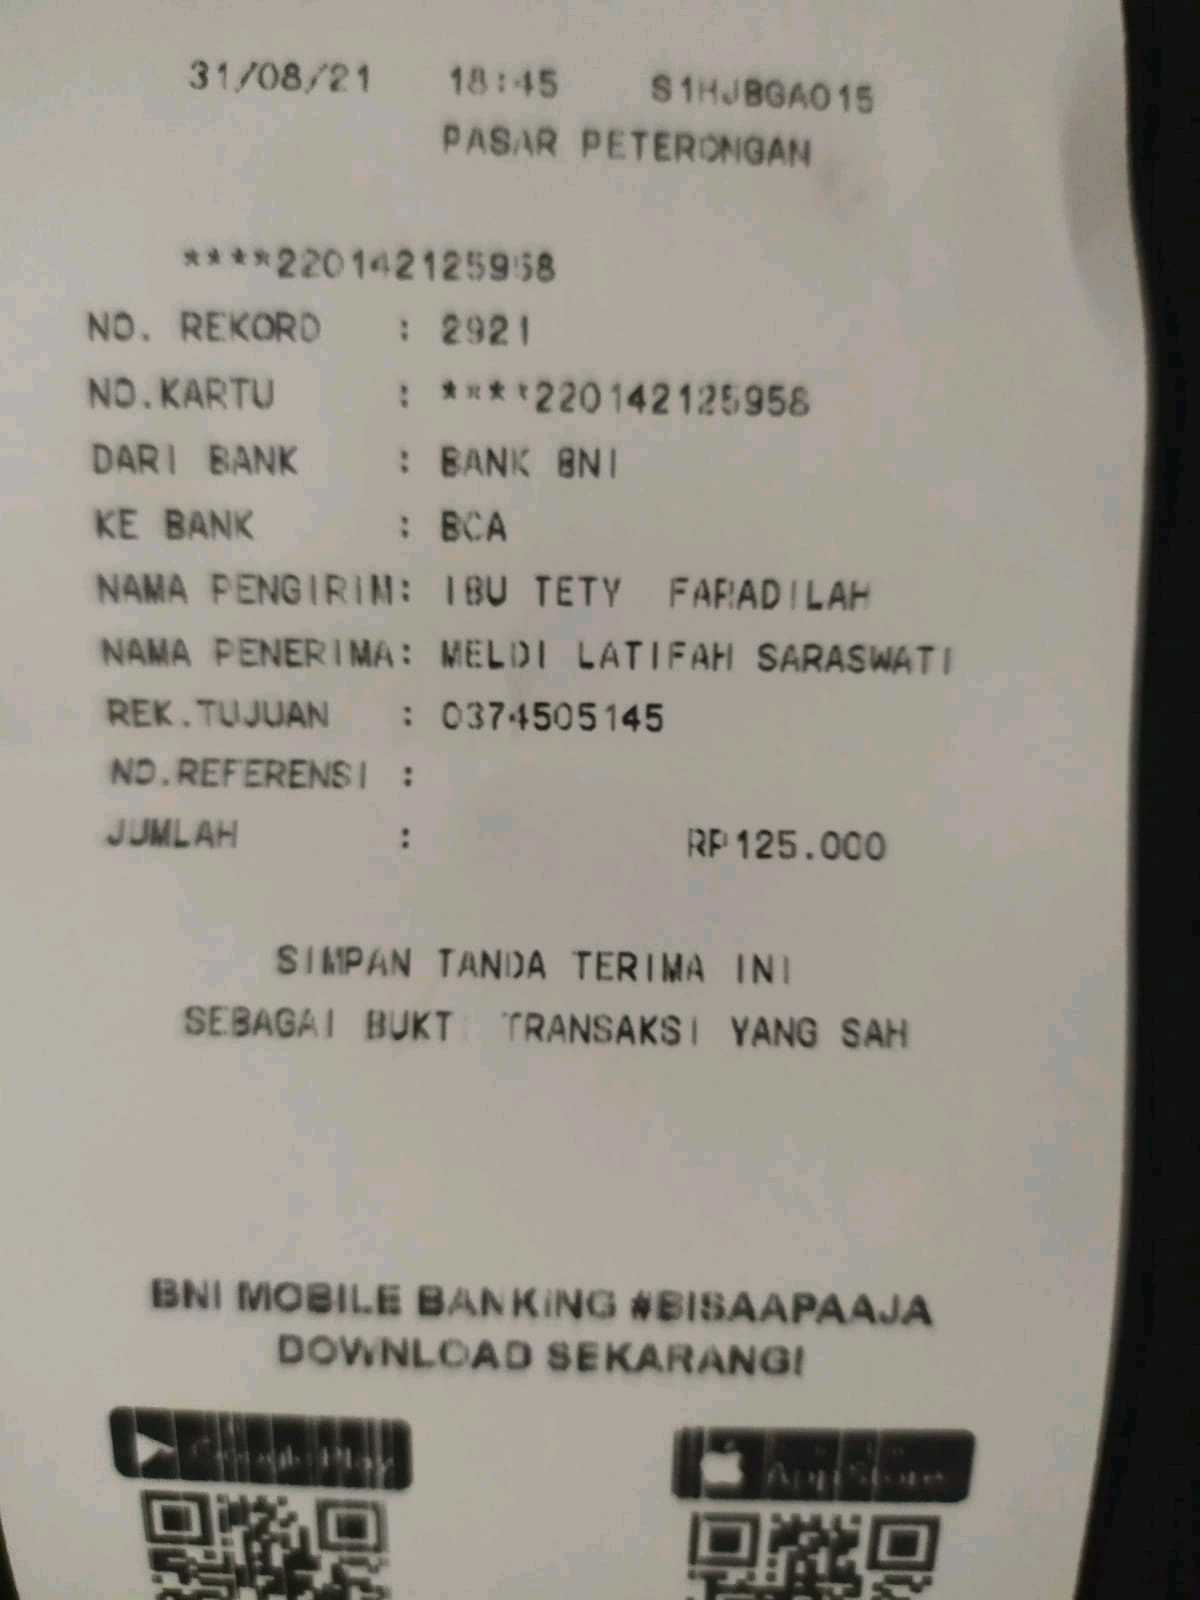 31/08/21 18:45 S1HJBGA015
PASAR PETERONGAN
****220142125958
NO. REKORD : 2921
NO.KARTU : ****220142125958
DARI BANK : BANK BNI
KE BANK : BCA
NAMA PENGIRIM: IBU TETY FARADILAH
NAMA PENERIMA: MELDI LATIFAH SARASWATI
REK.TUJUAN : 0374505145
NO.REFERENSI :
JUMLAH : RP125.000
SIMPAN TANDA TERIMA INI
SEBAGAI BUKTI TRANSAKSI YANG SAH
BNI MOBILE BANKING #BISAAPAAJA
DOWNLOAD SEKARANG!
Google Play
App Store